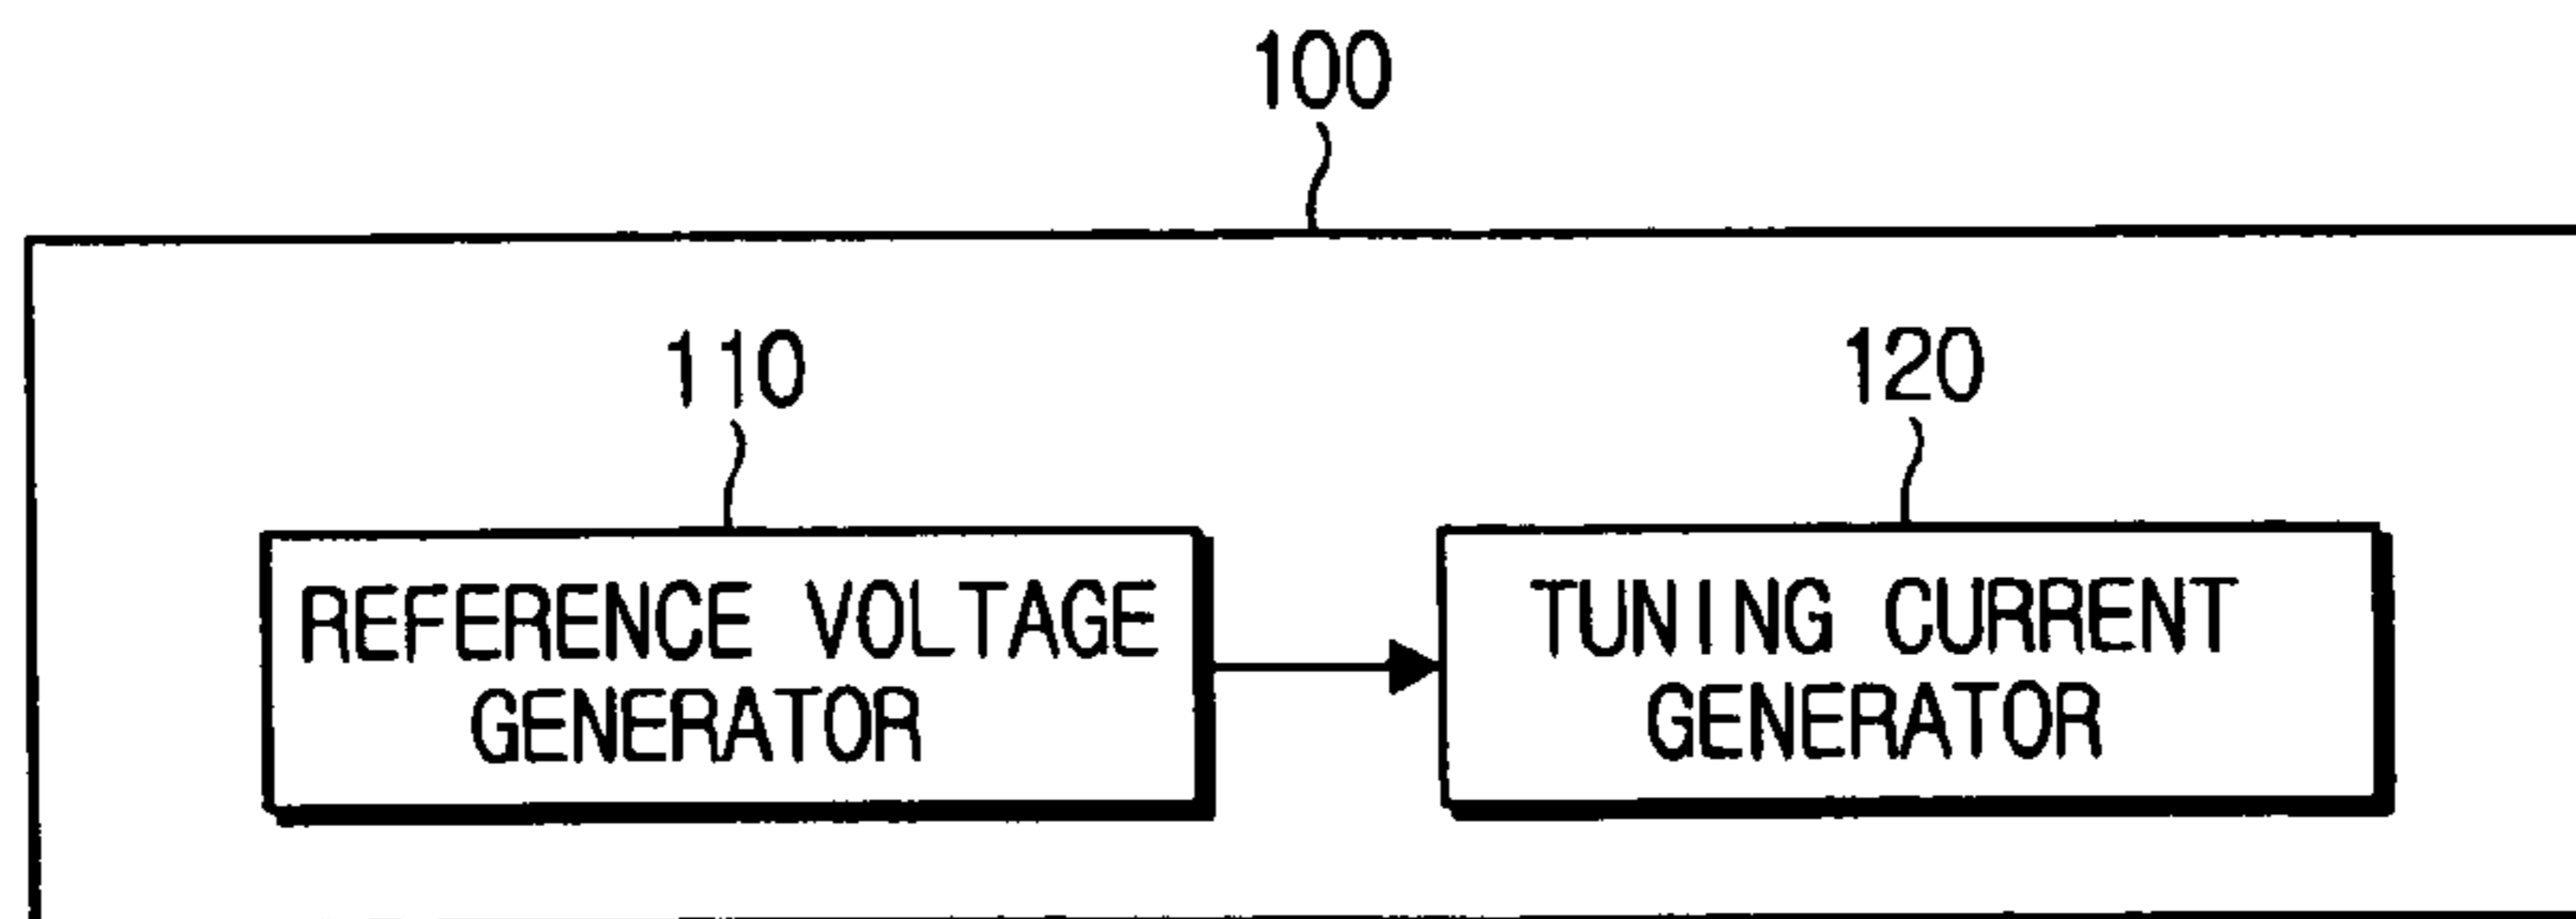 100
110
120
REFERENCE VOLTAGE
GENERATOR
TUNING CURRENT
GENERATOR